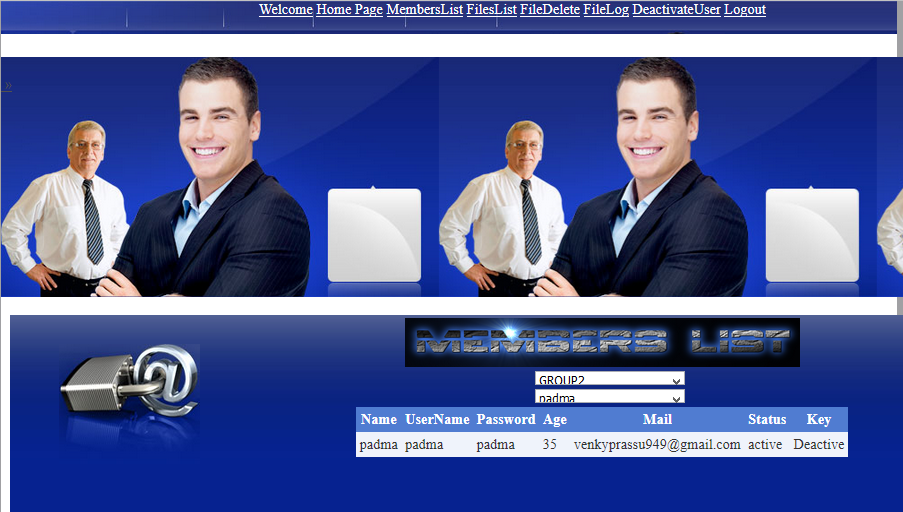 Welcome Home Page MembersList FilesList FileDelete FileLog DeactivateUser Logout
»
MEMBERS LIST
GROUP2
padma
Name UserName Password Age Mail Status Key
padma padma padma 35 venkyprassu949@gmail.com active Deactive